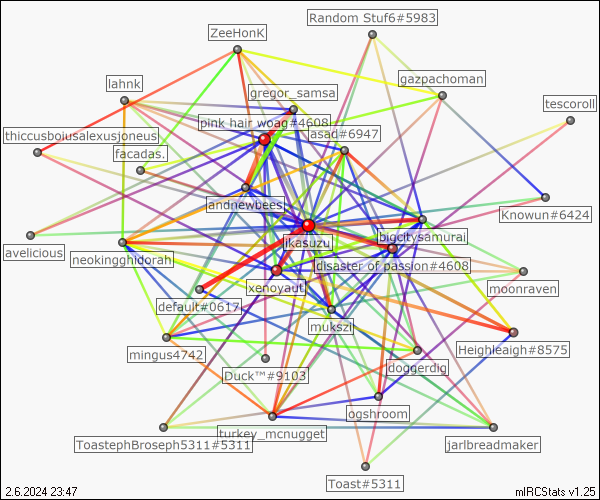 Random Stuf6#5983
ZeeHonK
gazpachoman
lahnk
gregor_samsa
tescoroll
pink hair woag#4608
thiccusboiusalexusjoneus
asad#6947
facadas.
andnewbees
Knowun#6424
ikasuzu
bigcitysamurai
avelicious
neokingghidorah
disaster of passion#4608
xenoyaut
moonraven
default#0617
mukszi
mingus4742
Heighleaigh#8575
doggerdig
Duck™#9103
ogshroom
turkey_mcnugget
ToastephBroseph5311#5311
jarlbreadmaker
Toast#5311
2.6.2024 23:47
mIRCStats v1.25